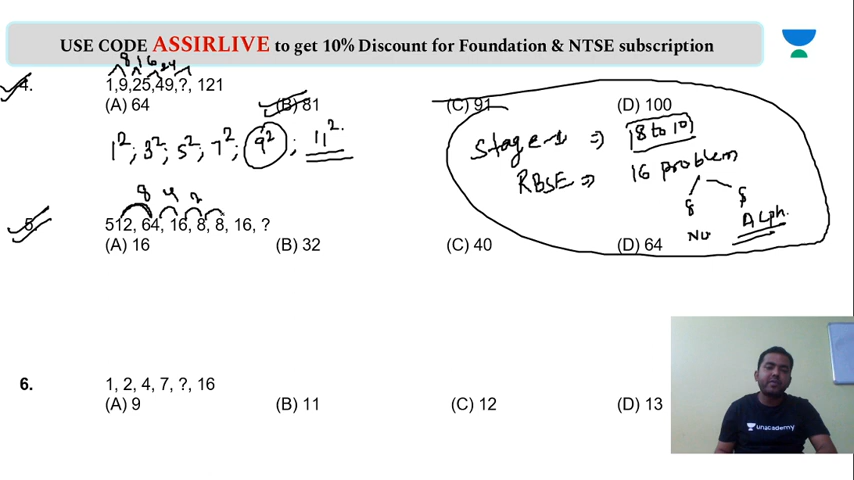 USE CODE ASSIRLIVE to get 10% Discount for Foundation & NTSE subscription
8 16 24
4. 1,9,25,49,?, 121
(A) 64 (B) 81 (C) 91 (D) 100
1²; 3²; 5²; 7²; 9²; 11².
Stage-1 ⇒ 8 to 10
RBSE ⇒ 16 problem
8 8
No Alph.
8 4 2
5. 512, 64, 16, 8, 8, 16, ?
(A) 16 (B) 32 (C) 40 (D) 64
6. 1, 2, 4, 7, ?, 16
(A) 9 (B) 11 (C) 12 (D) 13
unacademy